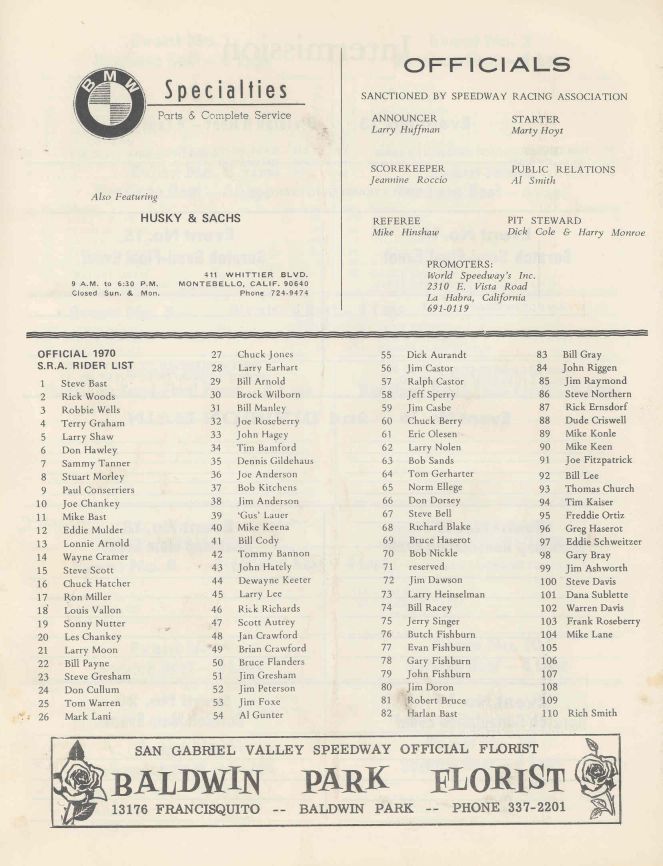 BMW
Specialties
Parts & Complete Service
Also Featuring
HUSKY & SACHS
9 A.M. to 6:30 P.M.
Closed Sun. & Mon.
411 WHITTIER BLVD.
MONTEBELLO, CALIF. 90640
Phone 724-9474
OFFICIALS
SANCTIONED BY SPEEDWAY RACING ASSOCIATION
ANNOUNCER
Larry Huffman
STARTER
Marty Hoyt
SCOREKEEPER
Jeannine Roccio
PUBLIC RELATIONS
Al Smith
REFEREE
Mike Hinshaw
PIT STEWARD
Dick Cole & Harry Monroe
PROMOTERS:
World Speedway's Inc.
2310 E. Vista Road
La Habra, California
691-0119
OFFICIAL 1970
S.R.A. RIDER LIST
1 Steve Bast
2 Rick Woods
3 Robbie Wells
4 Terry Graham
5 Larry Shaw
6 Don Hawley
7 Sammy Tanner
8 Stuart Morley
9 Paul Conserriers
10 Joe Chankey
11 Mike Bast
12 Eddie Mulder
13 Lonnie Arnold
14 Wayne Cramer
15 Steve Scott
16 Chuck Hatcher
17 Ron Miller
18 Louis Vallon
19 Sonny Nutter
20 Les Chankey
21 Larry Moon
22 Bill Payne
23 Steve Gresham
24 Don Cullum
25 Tom Warren
26 Mark Lani
27 Chuck Jones
28 Larry Earhart
29 Bill Arnold
30 Brock Wilborn
31 Bill Manley
32 Joe Roseberry
33 John Hagey
34 Tim Bamford
35 Dennis Gildehaus
36 Joe Anderson
37 Bob Kitchens
38 Jim Anderson
39 'Gus' Lauer
40 Mike Keena
41 Bill Cody
42 Tommy Bannon
43 John Hately
44 Dewayne Keeter
45 Larry Lee
46 Rick Richards
47 Scott Autrey
48 Jan Crawford
49 Brian Crawford
50 Bruce Flanders
51 Jim Gresham
52 Jim Peterson
53 Jim Foxe
54 Al Gunter
55 Dick Aurandt
56 Jim Castor
57 Ralph Castor
58 Jeff Sperry
59 Jim Casbe
60 Chuck Berry
61 Eric Olesen
62 Larry Nolen
63 Bob Sands
64 Tom Gerharter
65 Norm Ellege
66 Don Dorsey
67 Steve Bell
68 Richard Blake
69 Bruce Haserot
70 Bob Nickle
71 reserved
72 Jim Dawson
73 Larry Heinselman
74 Bill Racey
75 Jerry Singer
76 Butch Fishburn
77 Evan Fishburn
78 Gary Fishburn
79 John Fishburn
80 Jim Doron
81 Robert Bruce
82 Harlan Bast
83 Bill Gray
84 John Riggen
85 Jim Raymond
86 Steve Northern
87 Rick Ernsdorf
88 Dude Criswell
89 Mike Konle
90 Mike Keen
91 Joe Fitzpatrick
92 Bill Lee
93 Thomas Church
94 Tim Kaiser
95 Freddie Ortiz
96 Greg Haserot
97 Eddie Schweitzer
98 Gary Bray
99 Jim Ashworth
100 Steve Davis
101 Dana Sublette
102 Warren Davis
103 Frank Roseberry
104 Mike Lane
105
106
107
108
109
110 Rich Smith
SAN GABRIEL VALLEY SPEEDWAY OFFICIAL FLORIST
BALDWIN PARK FLORIST
13176 FRANCISQUITO -- BALDWIN PARK -- PHONE 337-2201